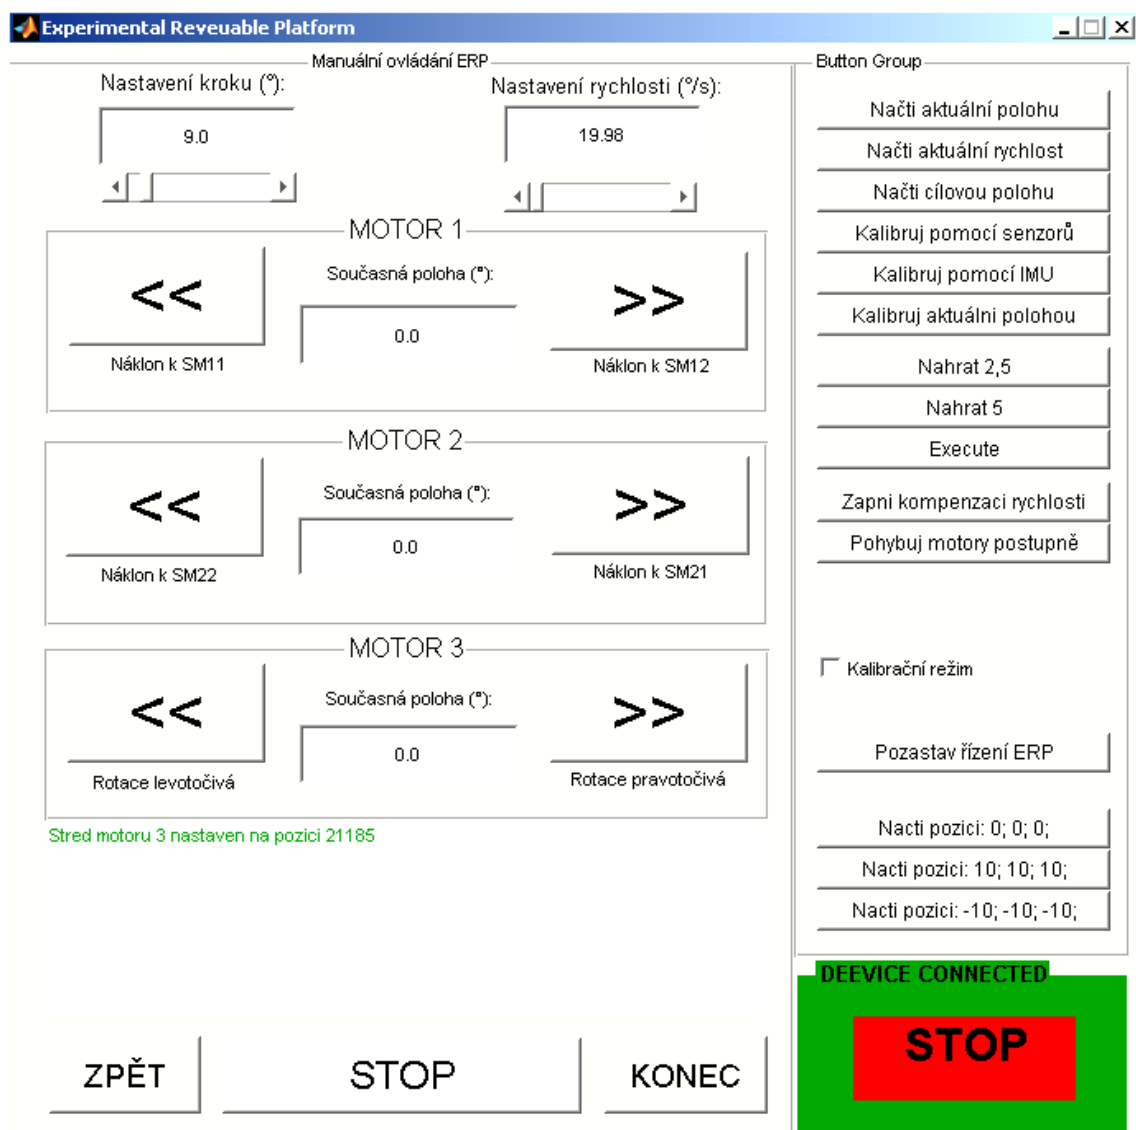 Experimental Reveuable Platform
Manuální ovládání ERP
Nastavení kroku (°):
Nastavení rychlosti (°/s):
9.0
19.98
MOTOR 1
<<
Současná poloha (°):
0.0
>>
Náklon k SM11
Náklon k SM12
MOTOR 2
<<
Současná poloha (°):
0.0
>>
Náklon k SM22
Náklon k SM21
MOTOR 3
<<
Současná poloha (°):
0.0
>>
Rotace levotočivá
Rotace pravotočivá
Stred motoru 3 nastaven na pozici 21185
ZPĚT
STOP
KONEC
Button Group
Načti aktuální polohu
Načti aktuální rychlost
Načti cílovou polohu
Kalibruj pomocí senzorů
Kalibruj pomocí IMU
Kalibruj aktuálni polohou
Nahrat 2,5
Nahrat 5
Execute
Zapni kompenzaci rychlosti
Pohybuj motory postupně
Kalibrační režim
Pozastav řízení ERP
Nacti pozici: 0; 0; 0;
Nacti pozici: 10; 10; 10;
Nacti pozici: -10; -10; -10;
DEEVICE CONNECTED
STOP